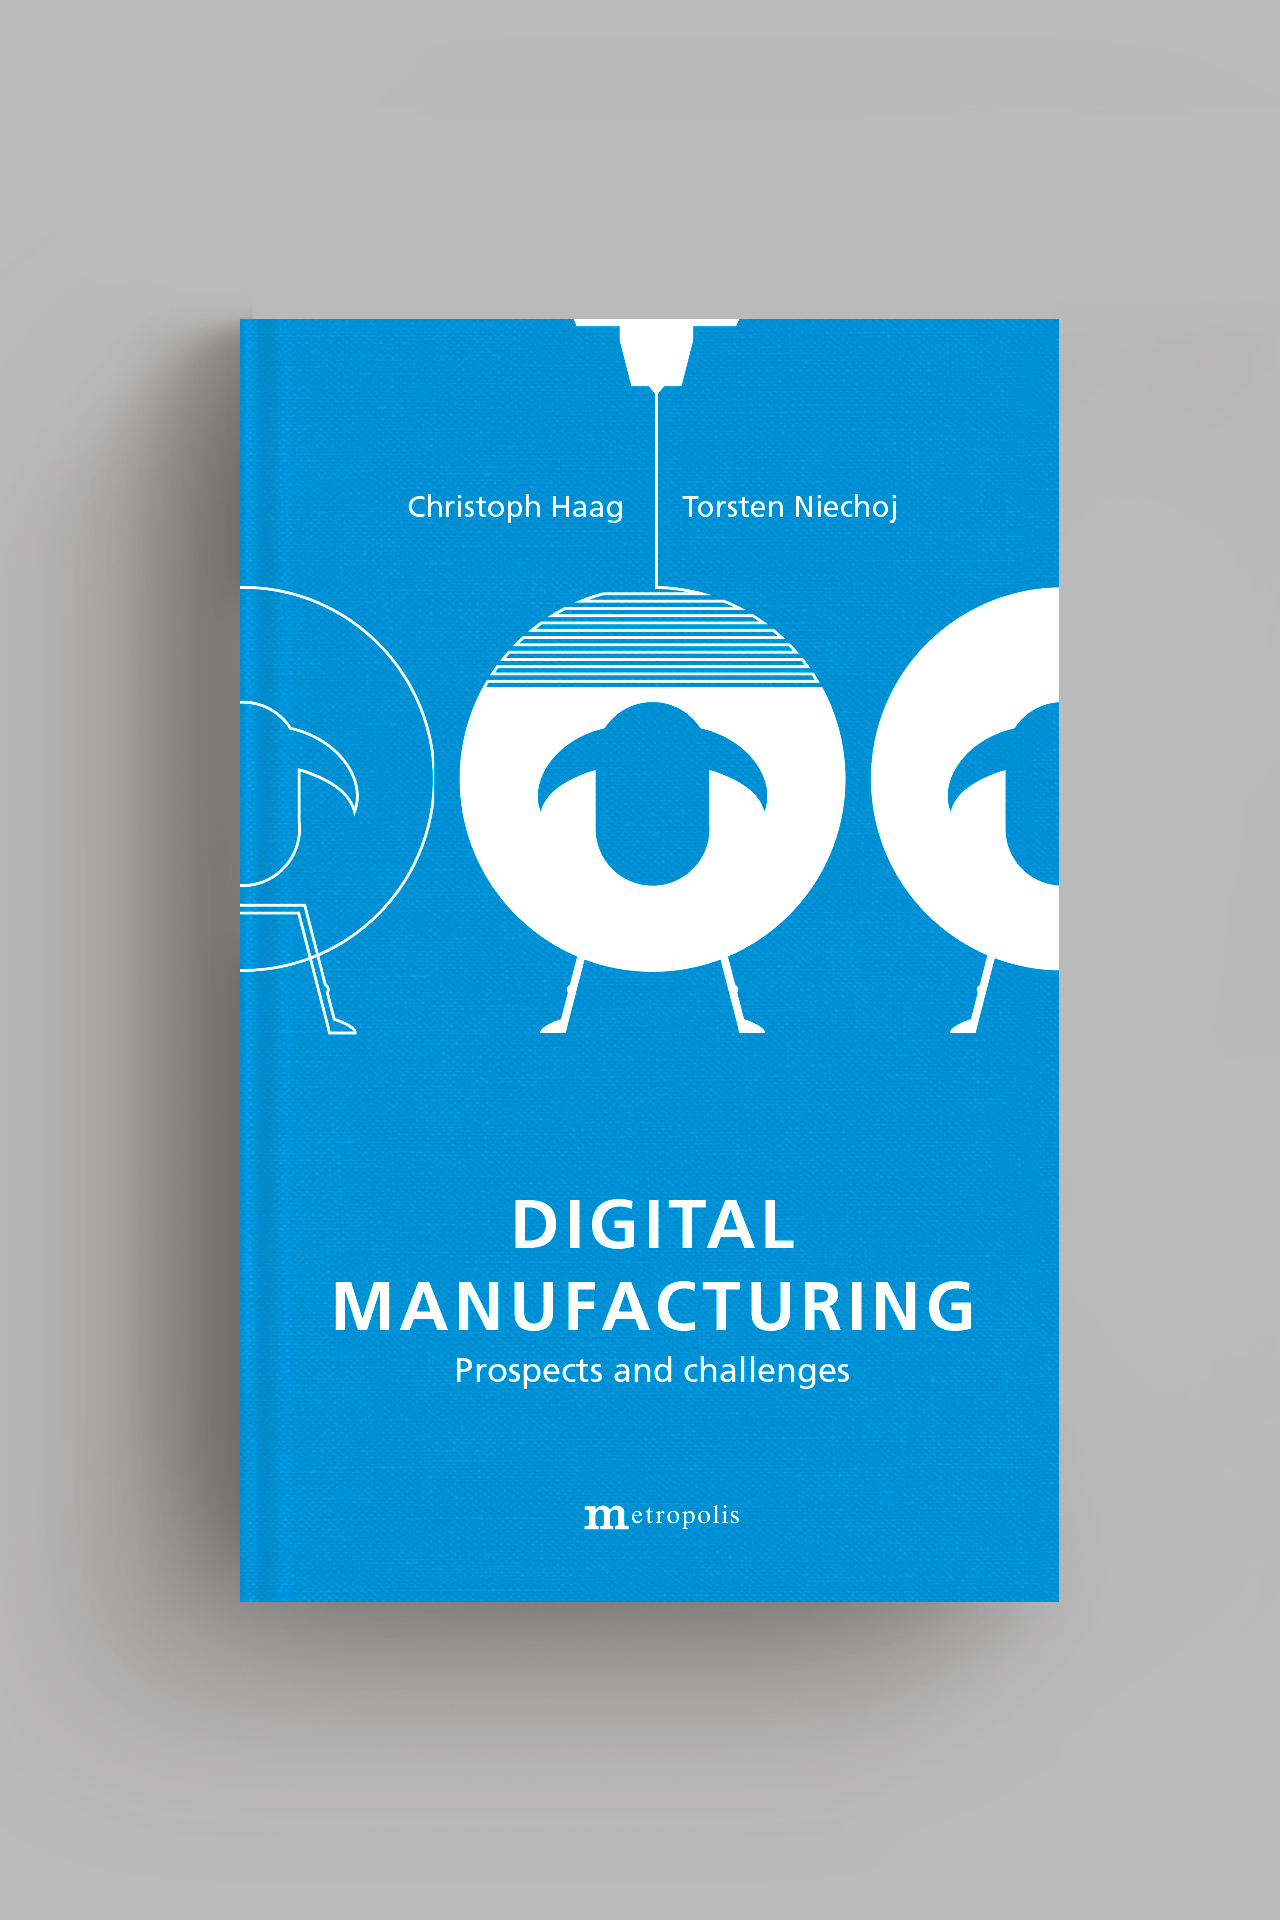 Christoph Haag Torsten Niechoj
DIGITAL
MANUFACTURING
Prospects and challenges
metropolis